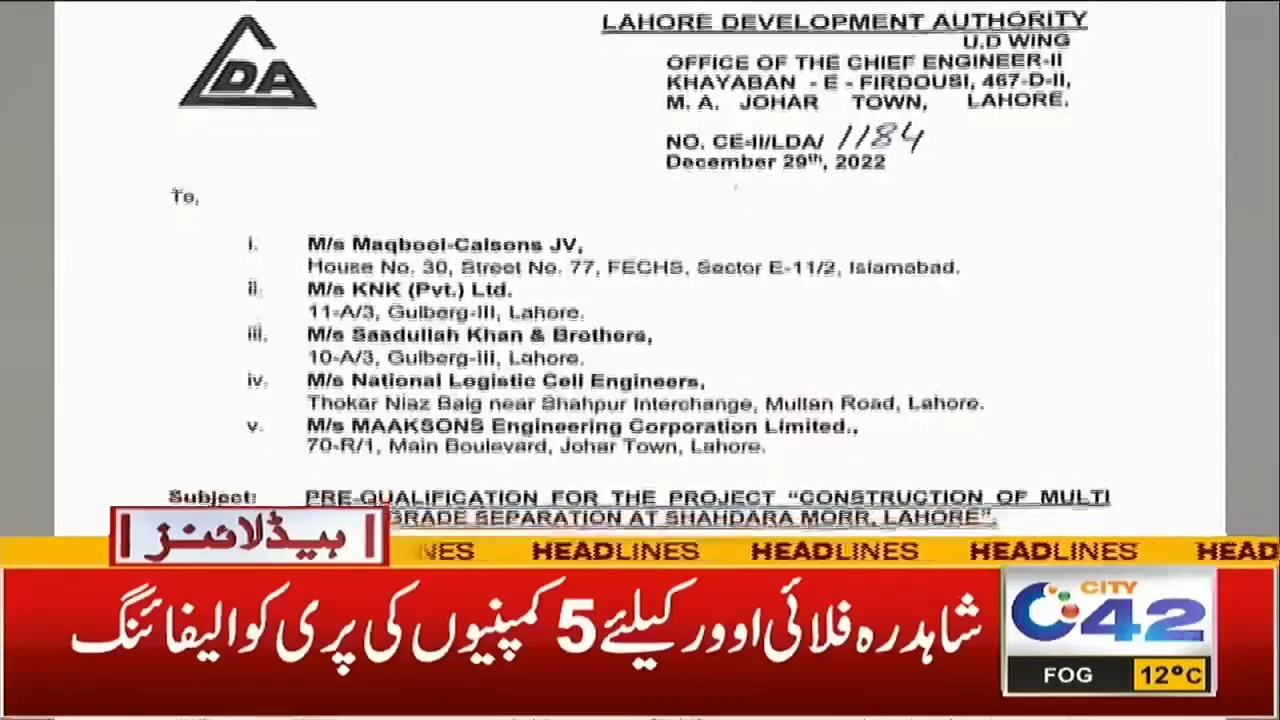 LDA
LAHORE DEVELOPMENT AUTHORITY
U.D WING
OFFICE OF THE CHIEF ENGINEER-II
KHAYABAN - E - FIRDOUSI, 467-D-II,
M. A. JOHAR TOWN, LAHORE.
NO. CE-II/LDA/ 1184
December 29th, 2022
To,
i. M/s Maqbool-Calsons JV,
House No. 30, Street No. 77, FECHS, Sector E-11/2, Islamabad.
ii. M/s KNK (Pvt.) Ltd.
11-A/3, Gulberg-III, Lahore.
iii. M/s Saadullah Khan & Brothers,
10-A/3, Gulberg-III, Lahore.
iv. M/s National Logistic Cell Engineers,
Thokar Niaz Baig near Shahpur Interchange, Multan Road, Lahore.
v. M/s MAAKSONS Engineering Corporation Limited.,
70-R/1, Main Boulevard, Johar Town, Lahore.
Subject: PRE-QUALIFICATION FOR THE PROJECT "CONSTRUCTION OF MULTI
GRADE SEPARATION AT SHAHDARA MORR, LAHORE".
ہیڈلائنز
NES HEADLINES HEADLINES HEADLINES HEAD
شاہدرہ فلائی اوور کیلئے 5 کمپنیوں کی پری کوالیفائنگ
CITY
42
FOG 12°C